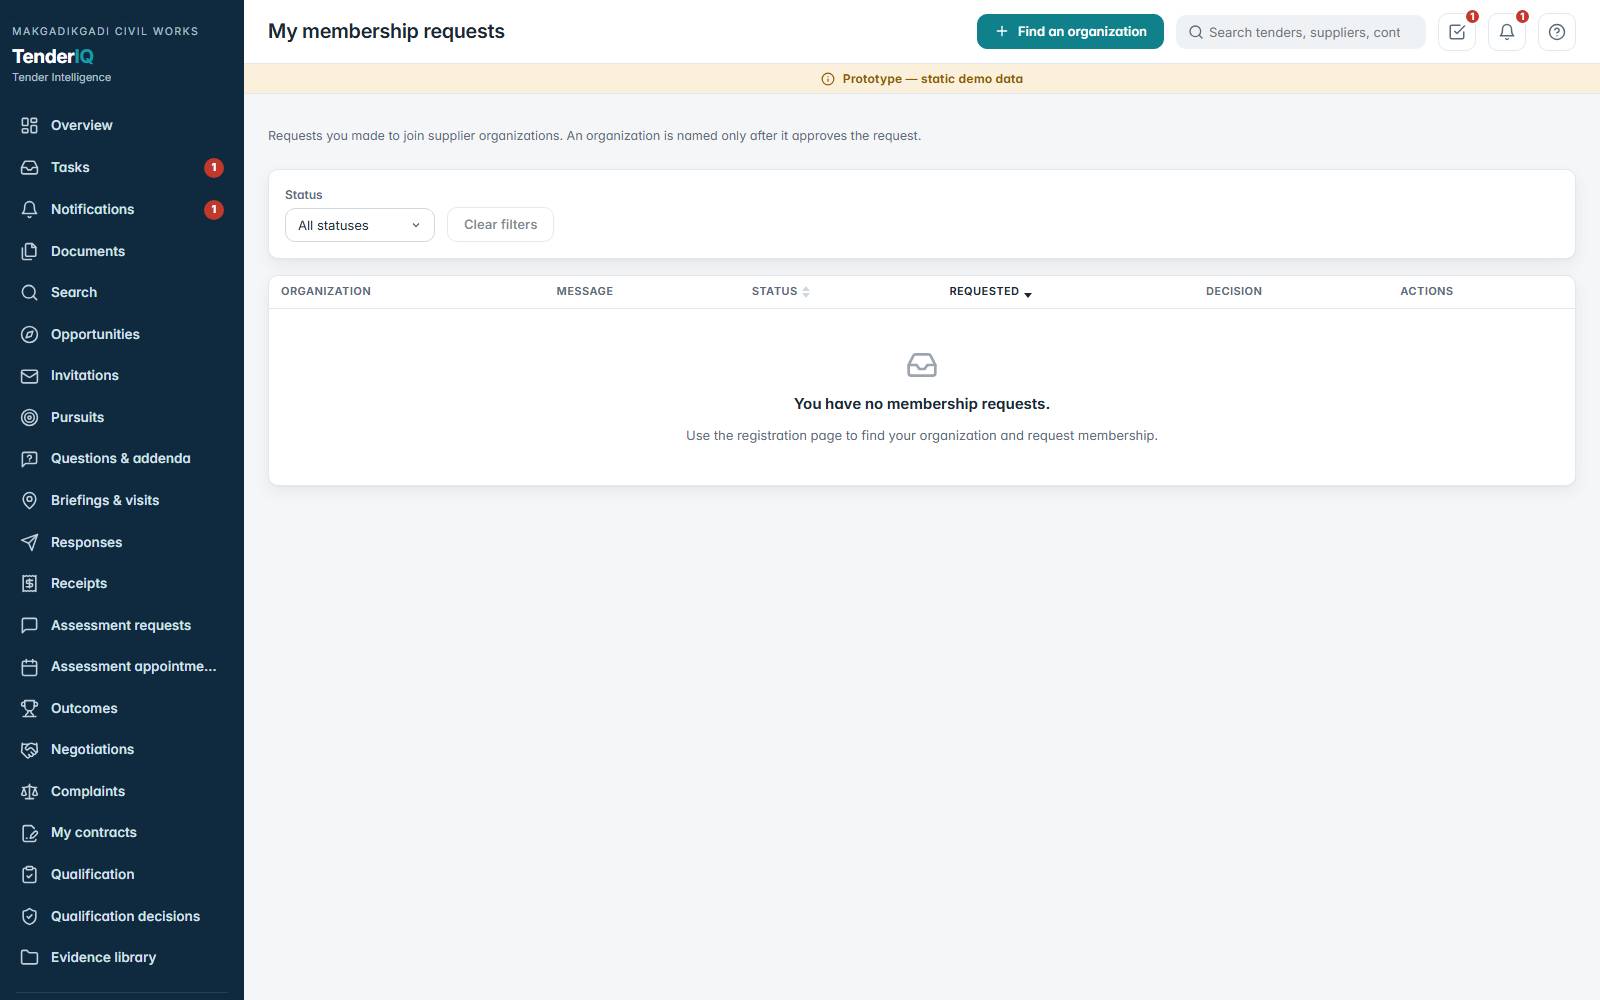 MAKGADIKGADI CIVIL WORKS
TenderIQ
Tender Intelligence
Overview
Tasks 1
Notifications 1
Documents
Search
Opportunities
Invitations
Pursuits
Questions & addenda
Briefings & visits
Responses
Receipts
Assessment requests
Assessment appointme...
Outcomes
Negotiations
Complaints
My contracts
Qualification
Qualification decisions
Evidence library
My membership requests
Find an organization
Search tenders, suppliers, cont
1
1
Prototype — static demo data
Requests you made to join supplier organizations. An organization is named only after it approves the request.
Status
All statuses
Clear filters
ORGANIZATION MESSAGE STATUS REQUESTED DECISION ACTIONS
You have no membership requests.
Use the registration page to find your organization and request membership.